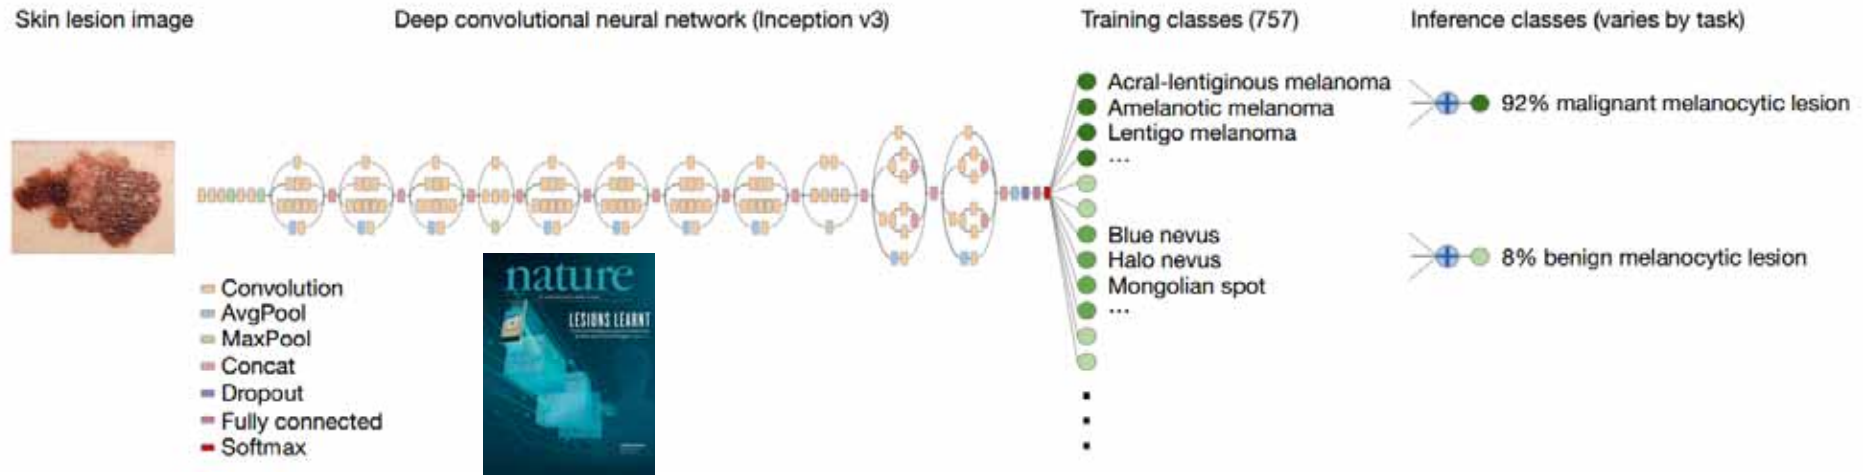 Skin lesion image
Deep convolutional neural network (Inception v3)
Training classes (757)
Inference classes (varies by task)
Acral-lentiginous melanoma
Amelanotic melanoma
Lentigo melanoma
...
Blue nevus
Halo nevus
Mongolian spot
...
92% malignant melanocytic lesion
8% benign melanocytic lesion
Convolution
AvgPool
MaxPool
Concat
Dropout
Fully connected
Softmax
nature
LESIONS LEARNT